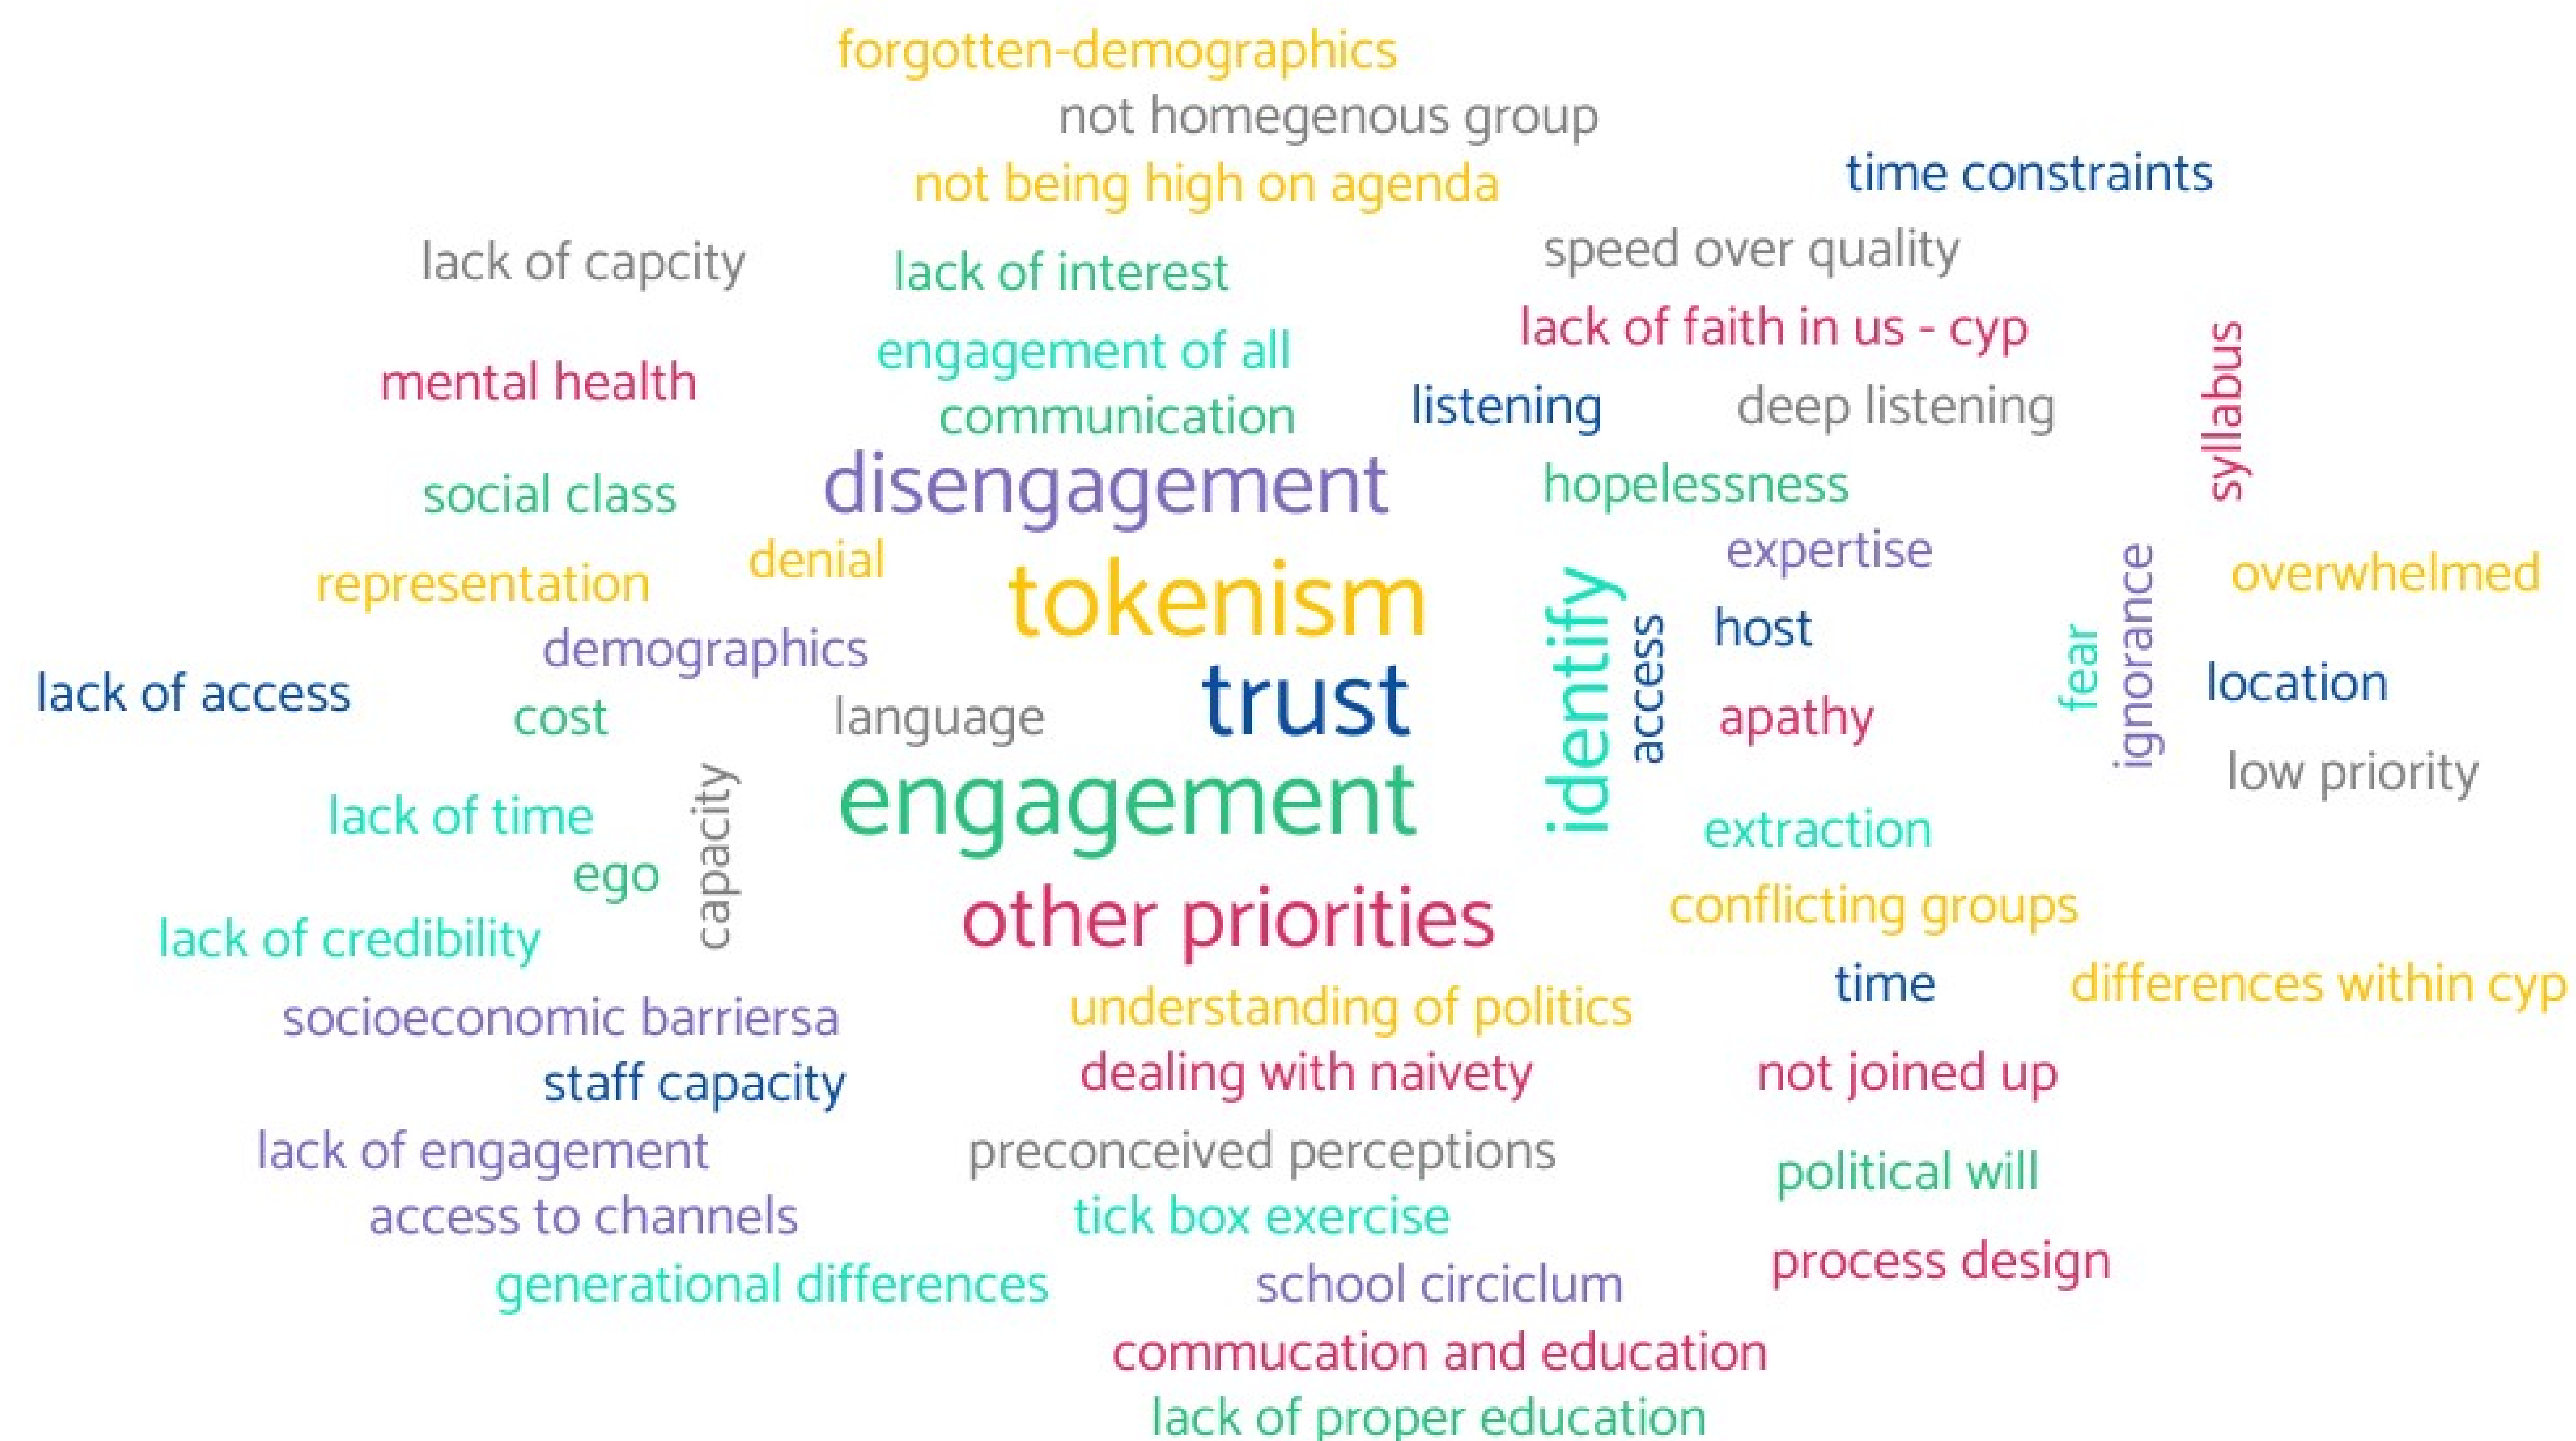 forgotten-demographics
not homegenous group
not being high on agenda
time constraints
lack of capcity
lack of interest
speed over quality
lack of faith in us - cyp
engagement of all
mental health
listening
deep listening
syllabus
communication
disengagement
social class
hopelessness
expertise
denial
representation
tokenism
identify
access
host
fear
ignorance
overwhelmed
demographics
lack of access
trust
location
cost
language
apathy
low priority
lack of time
capacity
engagement
extraction
ego
other priorities
conflicting groups
lack of credibility
time
differences within cyp
socioeconomic barriersa
understanding of politics
staff capacity
dealing with naivety
not joined up
lack of engagement
preconceived perceptions
political will
access to channels
tick box exercise
process design
generational differences
school circiclum
commucation and education
lack of proper education